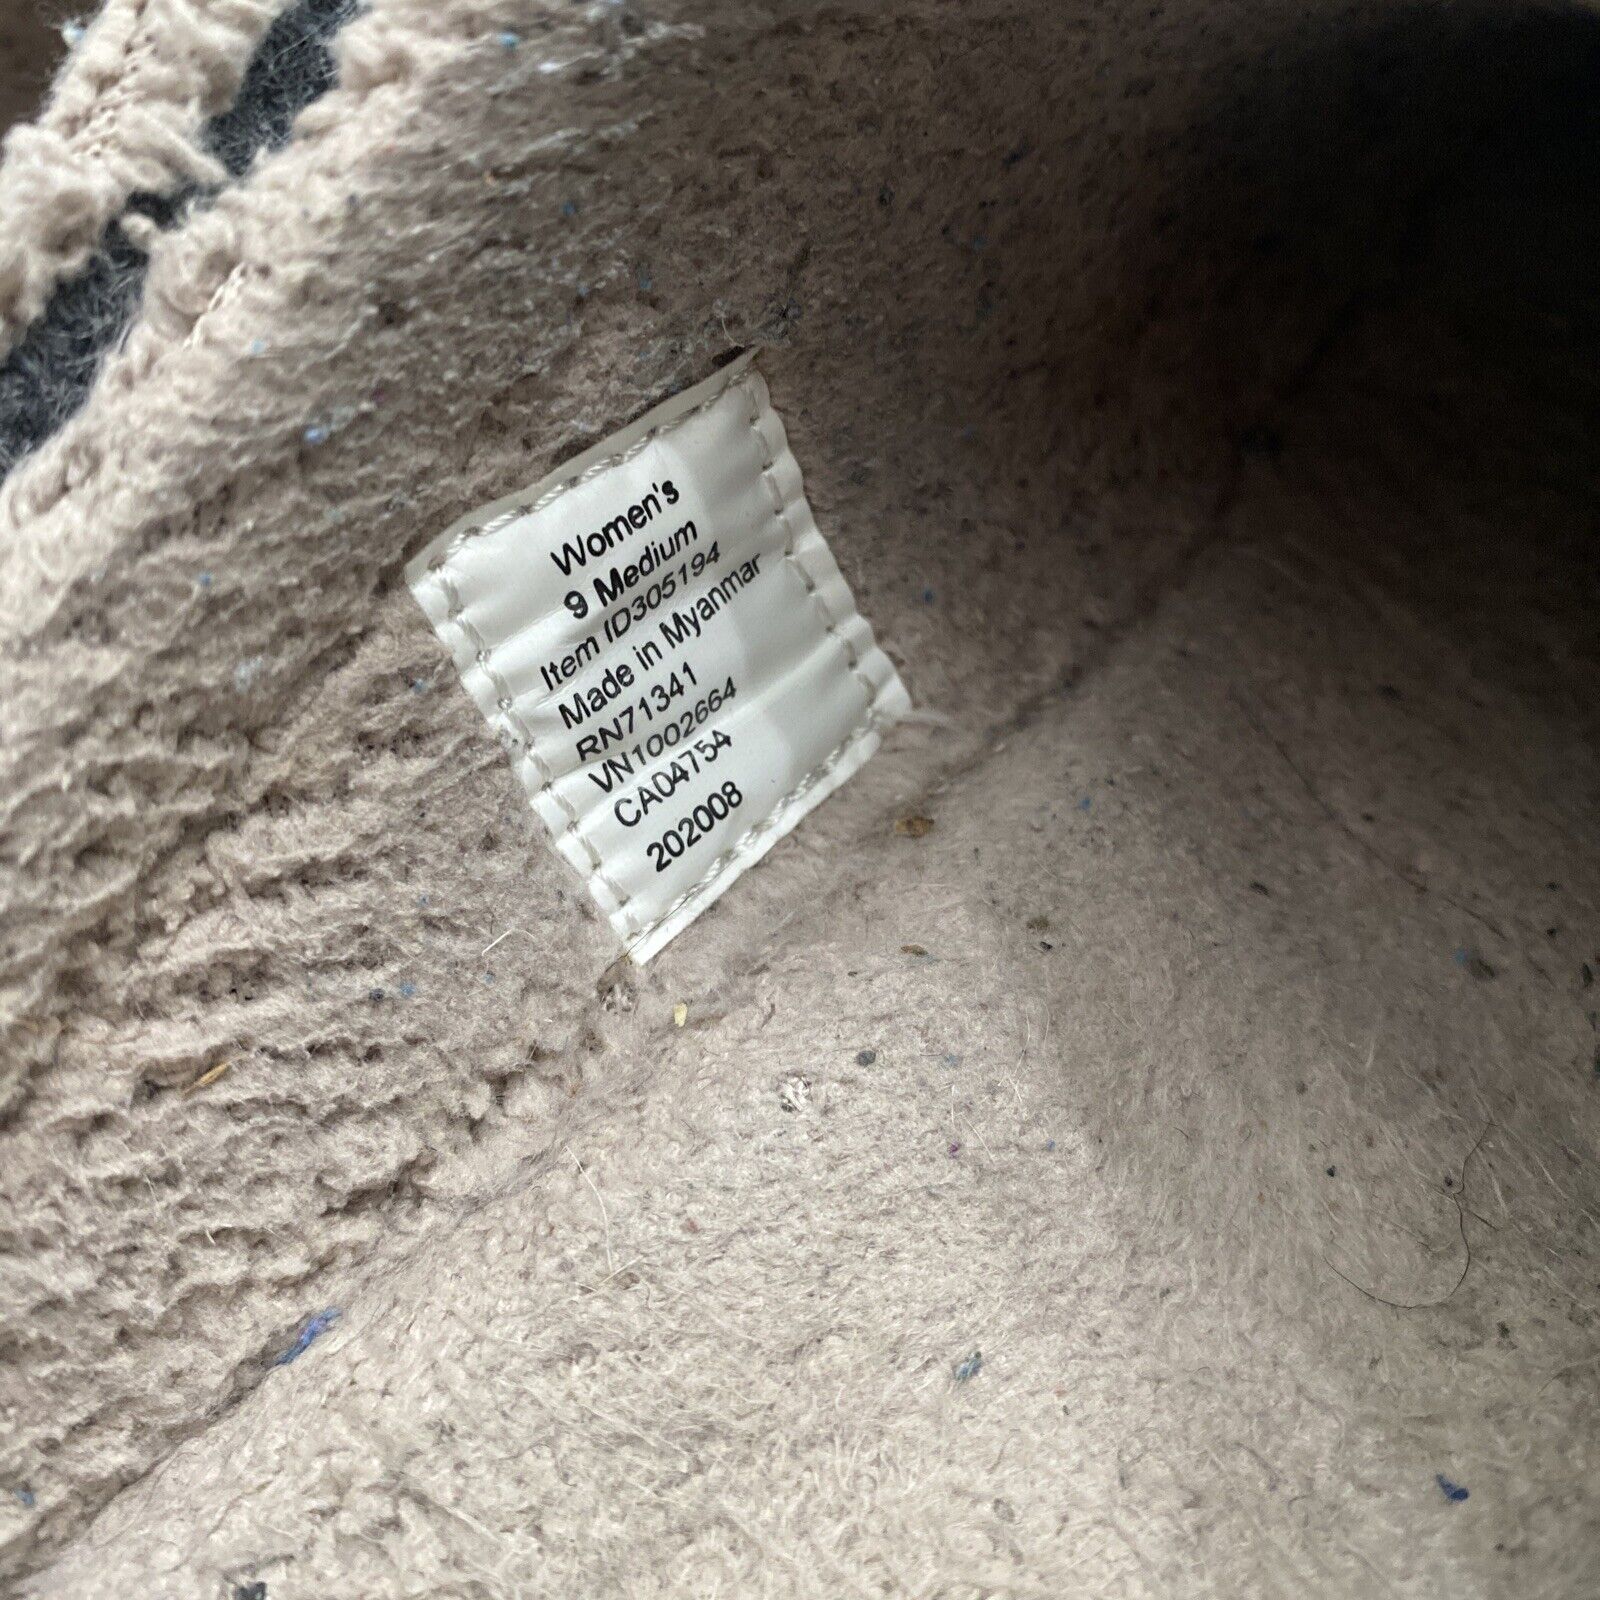 Women's
9 Medium
Item ID305194
Made in Myanmar
RN71341
VN1002664
CA04754
202008